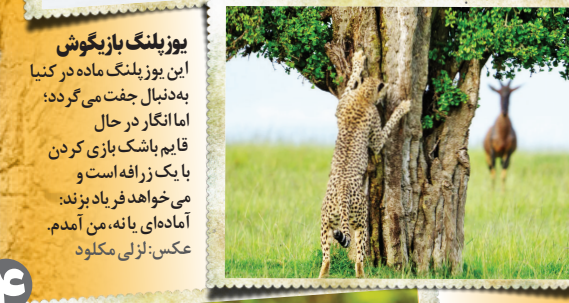 یوزپلنگ بازیگوش
این یوزپلنگ ماده در کنیا
به‌دنبال جفت می‌گردد؛
اما انگار در حال
قایم باشک بازی کردن
با یک زرافه است و
می‌خواهد فریاد بزند:
آماده‌ای یا نه، من آمدم.
عکس: لزلی مکلود
۴